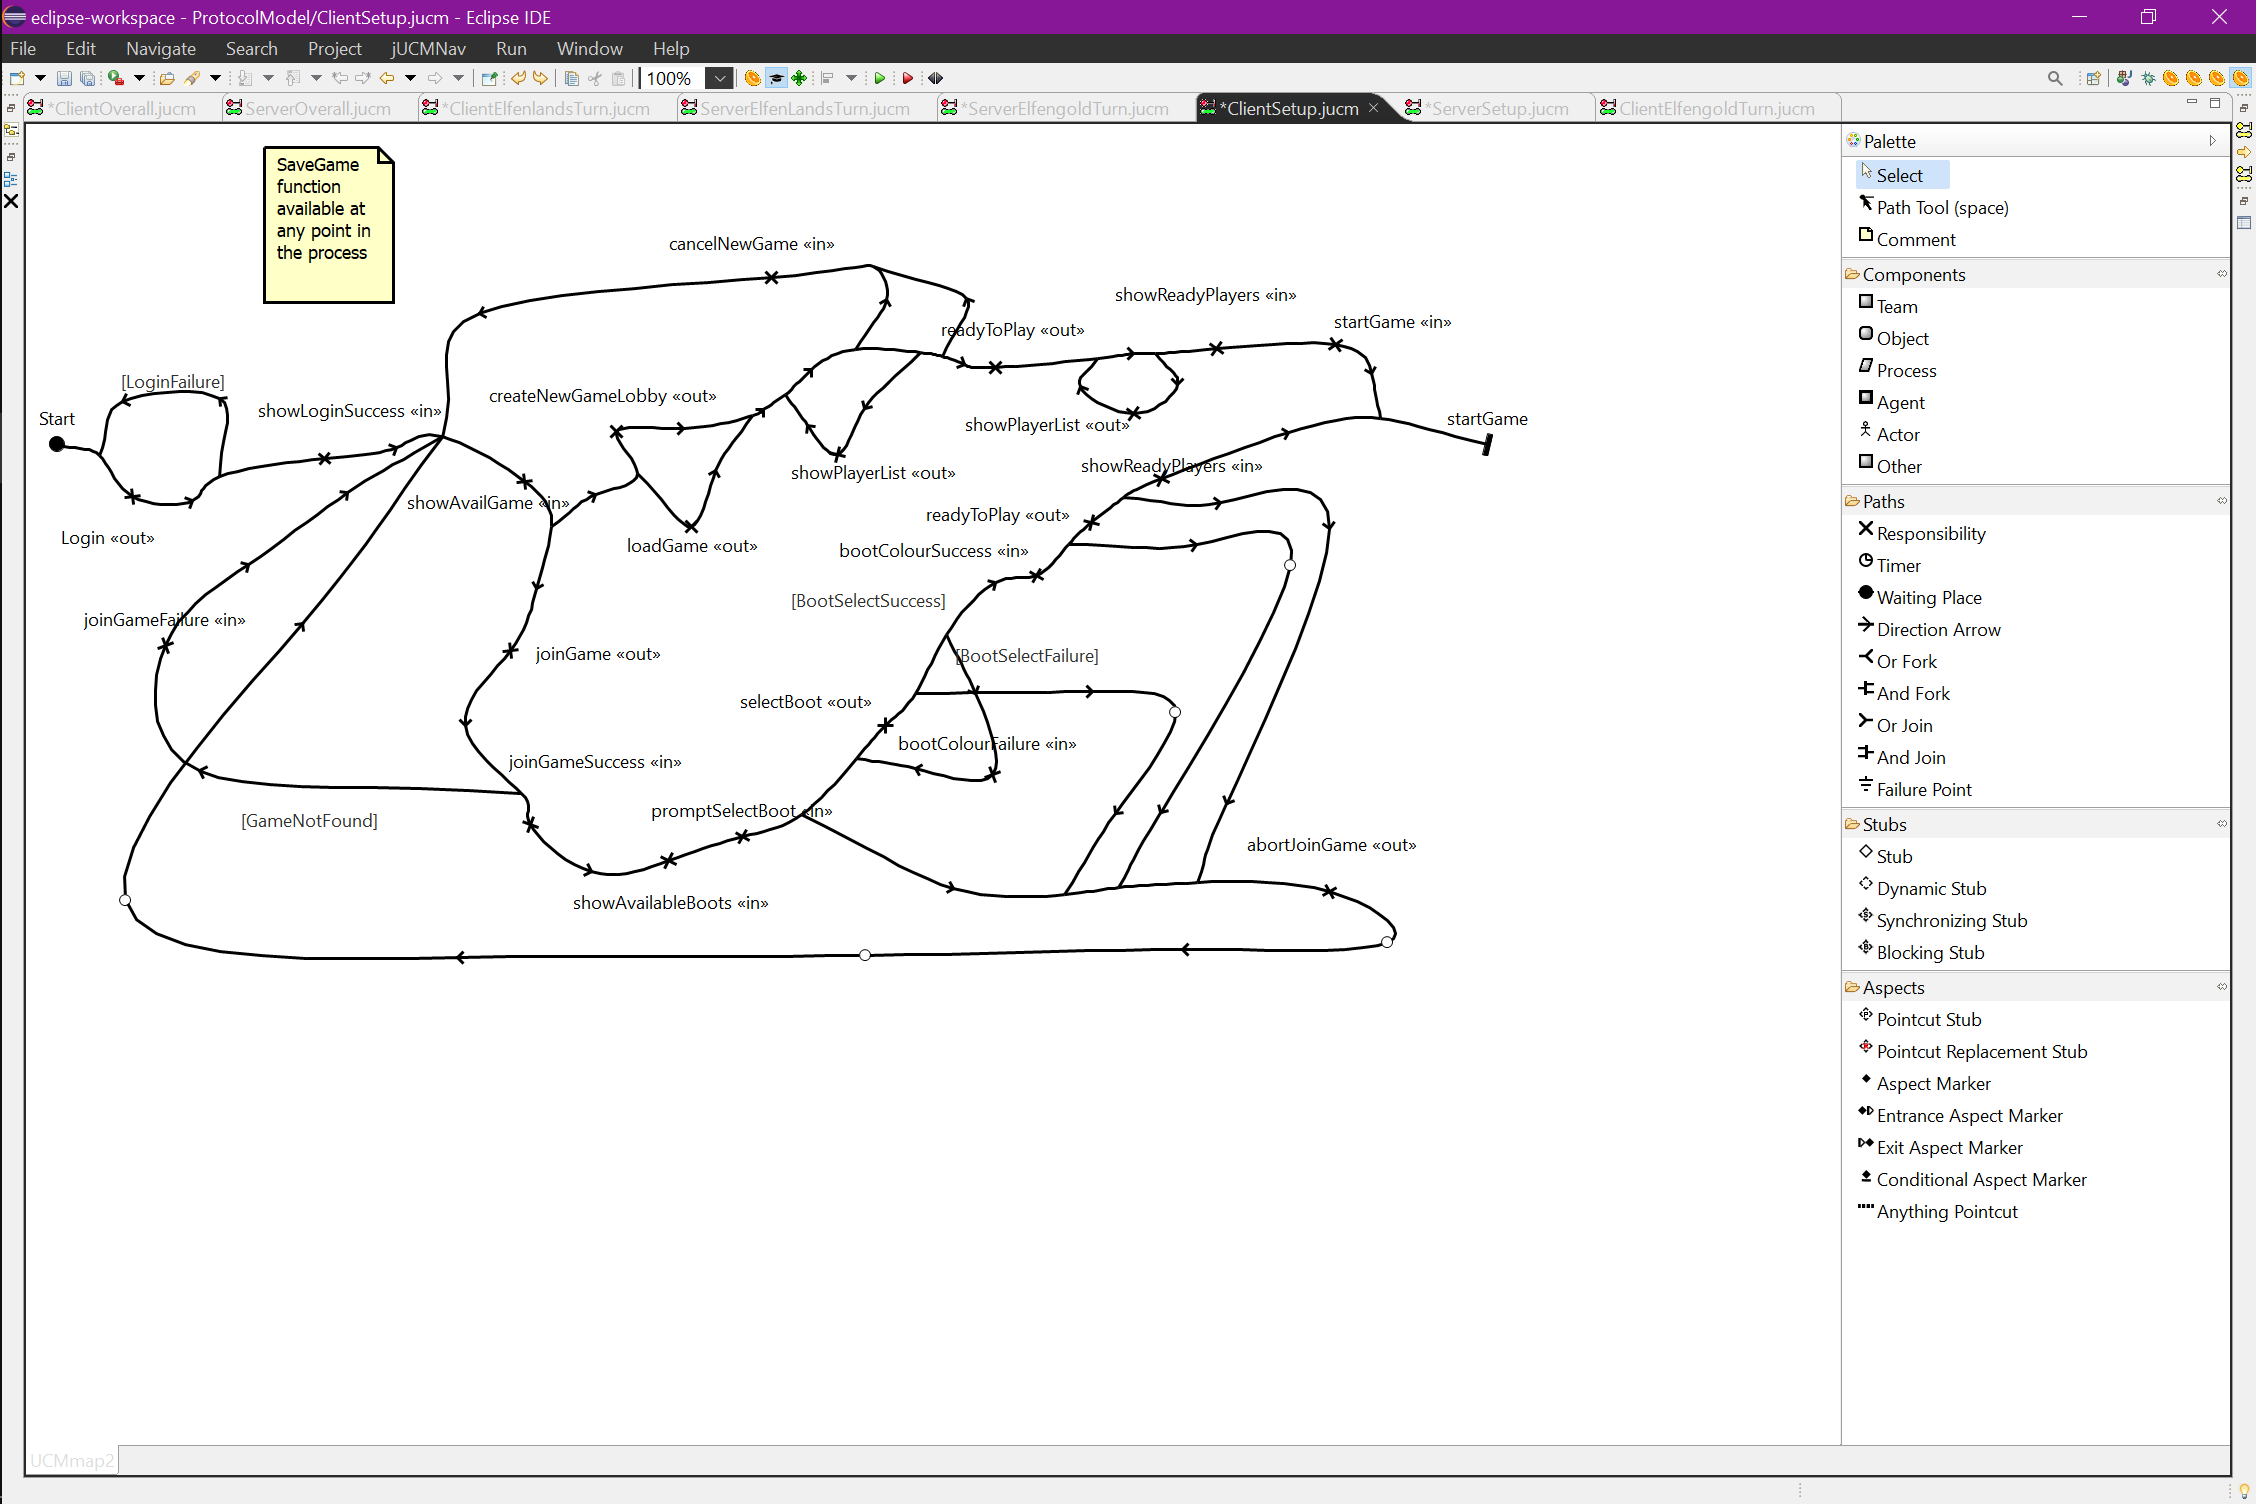 eclipse-workspace - ProtocolModel/ClientSetup.jucm - Eclipse IDE
File Edit Navigate Search Project jUCMNav Run Window Help
100%
*ClientOverall.jucm ServerOverall.jucm *ClientElfenlandsTurn.jucm ServerElfenLandsTurn.jucm *ServerElfengoldTurn.jucm *ClientSetup.jucm *ServerSetup.jucm ClientElfengoldTurn.jucm
SaveGame
function
available at
any point in
the process
cancelNewGame «in»
showReadyPlayers «in»
startGame «in»
readyToPlay «out»
[LoginFailure]
createNewGameLobby «out»
showLoginSuccess «in»
Start
startGame
showPlayerList «out»
showReadyPlayers «in»
showPlayerList «out»
showAvailGame «in»
readyToPlay «out»
Login «out»
loadGame «out»
bootColourSuccess «in»
[BootSelectSuccess]
joinGameFailure «in»
joinGame «out»
[BootSelectFailure]
selectBoot «out»
bootColourFailure «in»
joinGameSuccess «in»
promptSelectBoot «in»
[GameNotFound]
abortJoinGame «out»
showAvailableBoots «in»
UCMmap2
Palette
Select
Path Tool (space)
Comment
Components
Team
Object
Process
Agent
Actor
Other
Paths
Responsibility
Timer
Waiting Place
Direction Arrow
Or Fork
And Fork
Or Join
And Join
Failure Point
Stubs
Stub
Dynamic Stub
Synchronizing Stub
Blocking Stub
Aspects
Pointcut Stub
Pointcut Replacement Stub
Aspect Marker
Entrance Aspect Marker
Exit Aspect Marker
Conditional Aspect Marker
Anything Pointcut